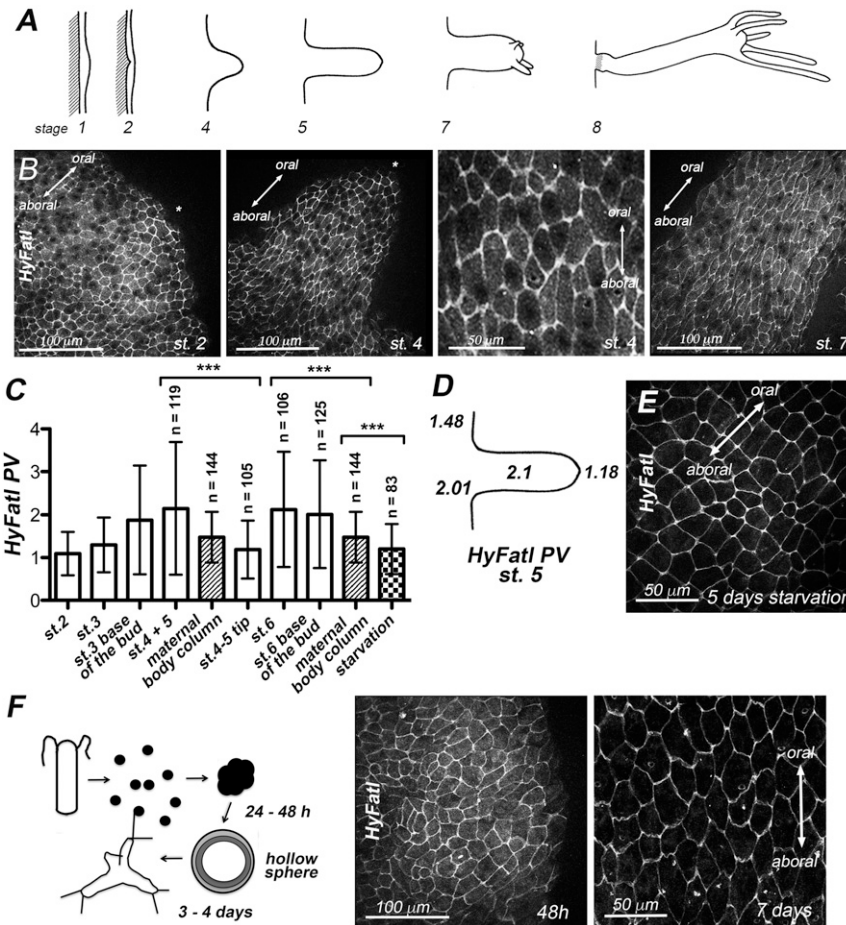 A
stage 1 2 4 5 7 8
B
oral
aboral
*
HyFatl
100 µm
st. 2
oral
aboral
*
100 µm
st. 4
oral
aboral
50 µm
st. 4
oral
aboral
100 µm
st. 7
C
HyFatl PV
4
3
2
1
0
***
***
***
n = 119
n = 144
n = 105
n = 106
n = 125
n = 144
n = 83
st.2
st.3
st.3 base
of the bud
st.4 + 5
maternal
body column
st.4-5 tip
st.6
st.6 base
of the bud
maternal
body column
starvation
D
1.48
2.01
2.1
1.18
HyFatl PV
st. 5
E
HyFatl
oral
aboral
50 µm
5 days starvation
F
24 - 48 h
hollow
sphere
3 - 4 days
HyFatl
100 µm
48h
oral
aboral
50 µm
7 days